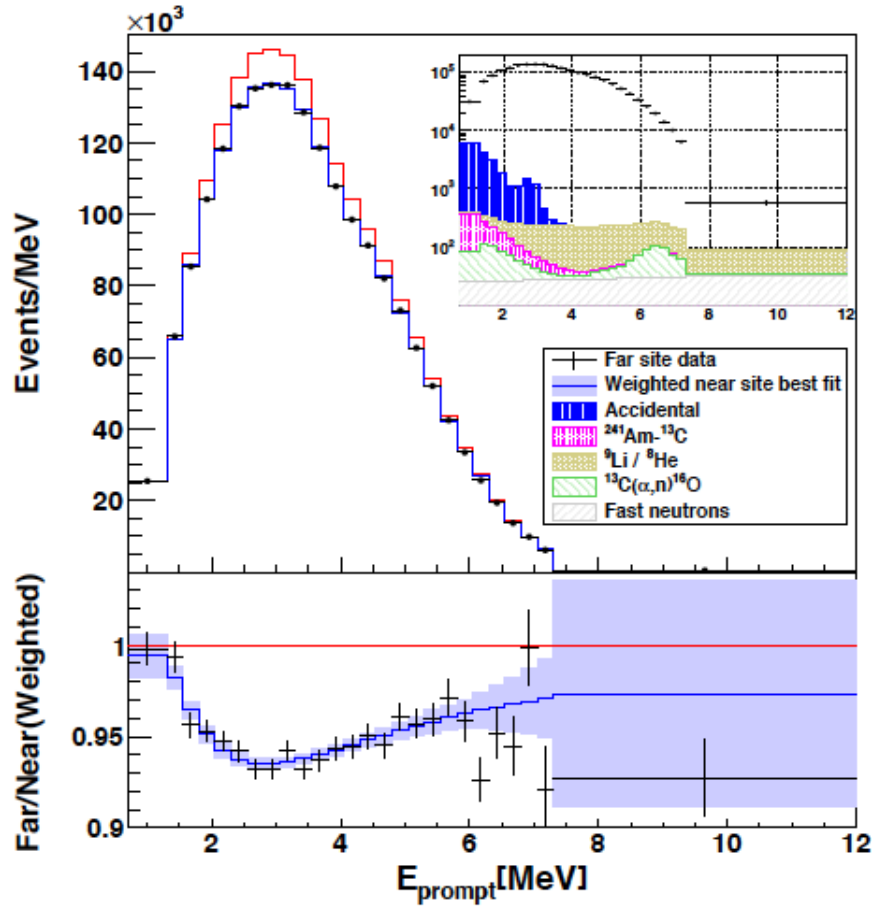 ×10³
140
120
100
80
60
40
20
Events/MeV
10⁵
10⁴
10³
10²
2 4 6 8 10 12
Far site data
Weighted near site best fit
Accidental
²⁴¹Am-¹³C
⁹Li / ⁸He
¹³C(α,n)¹⁶O
Fast neutrons
Far/Near(Weighted)
1
0.95
0.9
2 4 6 8 10 12
E_prompt[MeV]